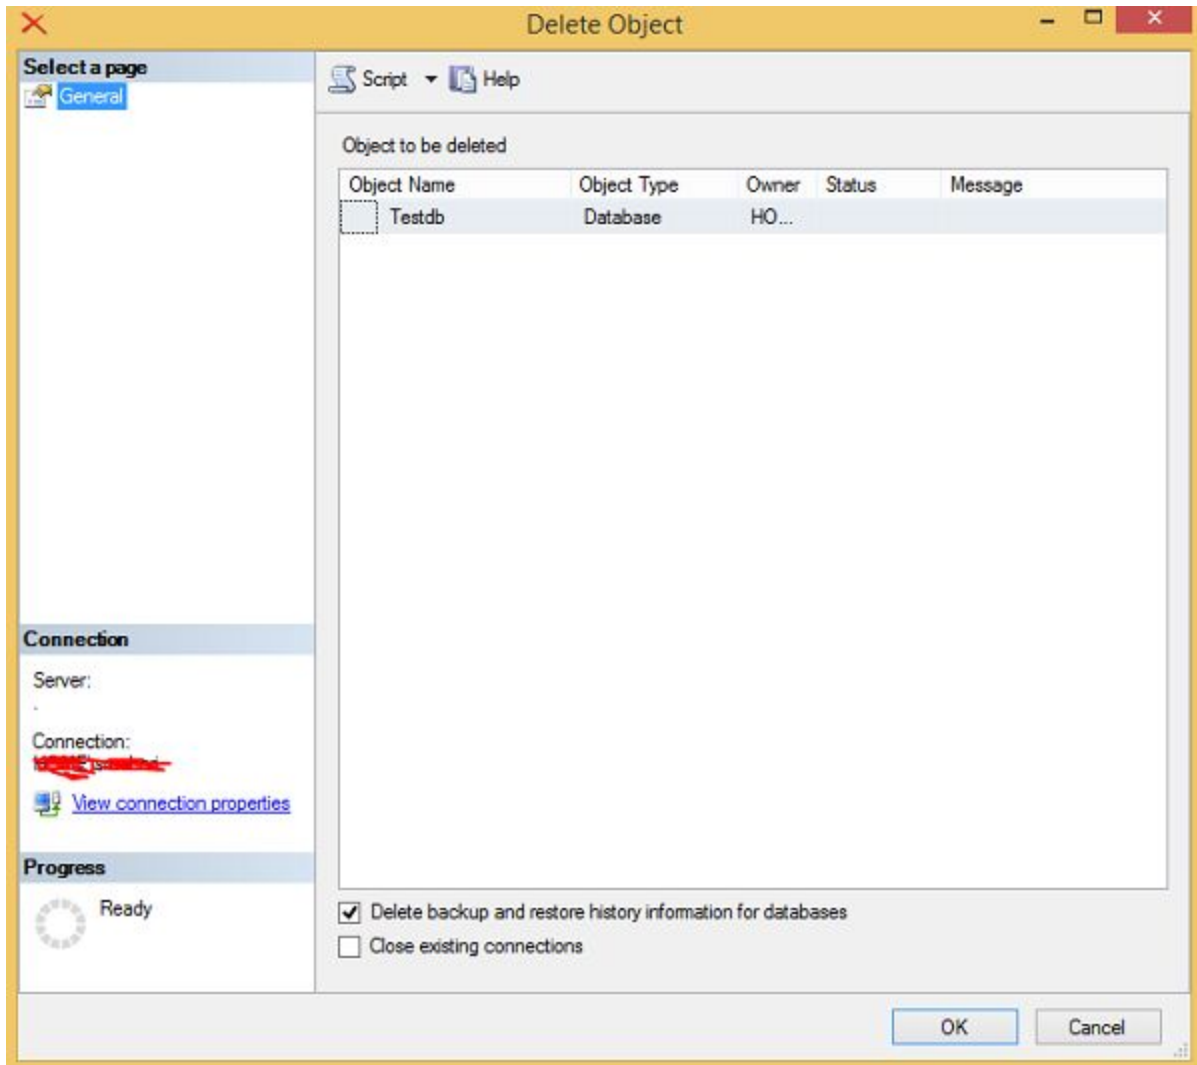 Delete Object
Select a page
General
Script Help
Object to be deleted
Object Name Object Type Owner Status Message
Testdb Database HO...
Connection
Server:
.
Connection:
View connection properties
Progress
Ready
Delete backup and restore history information for databases
Close existing connections
OK Cancel